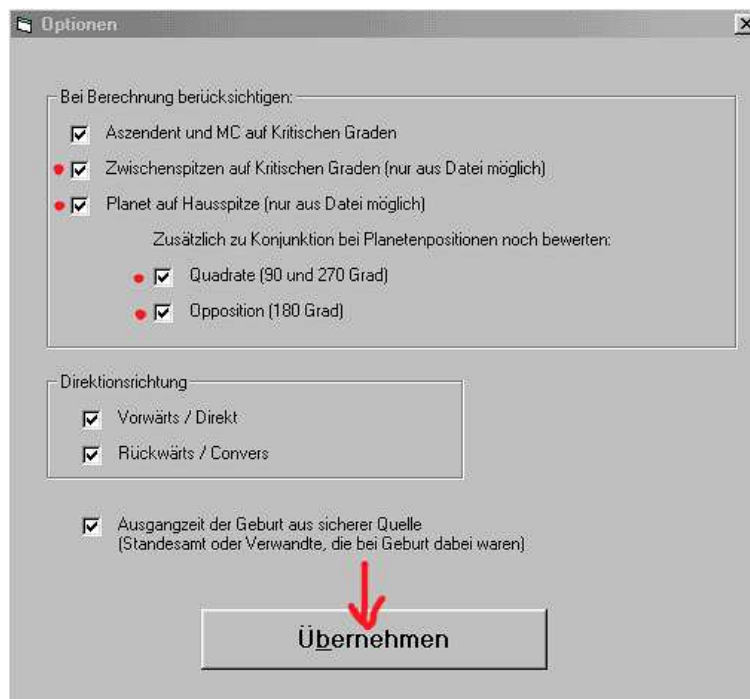 Optionen
Bei Berechnung berücksichtigen:
Aszendent und MC auf Kritischen Graden
Zwischenspitzen auf Kritischen Graden (nur aus Datei möglich)
Planet auf Hausspitze (nur aus Datei möglich)
Zusätzlich zu Konjunktion bei Planetenpositionen noch bewerten:
Quadrate (90 und 270 Grad)
Opposition (180 Grad)
Direktionsrichtung
Vorwärts / Direkt
Rückwärts / Convers
Ausgangzeit der Geburt aus sicherer Quelle
(Standesamt oder Verwandte, die bei Geburt dabei waren)
Übernehmen